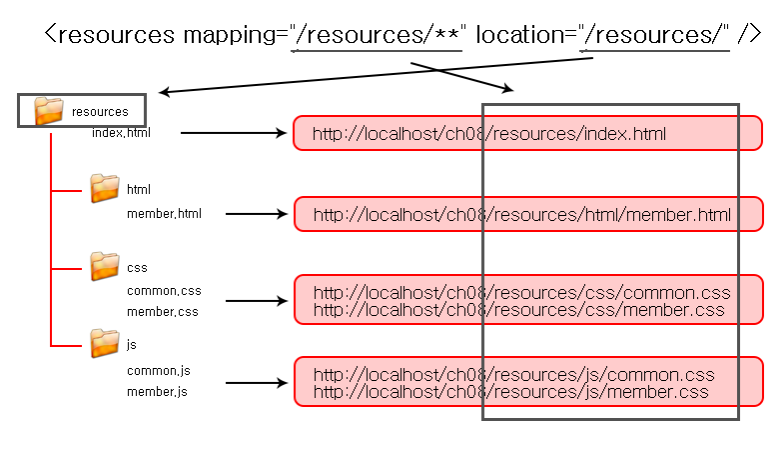 <resources mapping="/resources/**" location="/resources/" />
resources
index.html
http://localhost/ch08/resources/index.html
html
member.html
http://localhost/ch08/resources/html/member.html
css
common.css
member.css
http://localhost/ch08/resources/css/common.css
http://localhost/ch08/resources/css/member.css
js
common.js
member.js
http://localhost/ch08/resources/js/common.css
http://localhost/ch08/resources/js/member.css